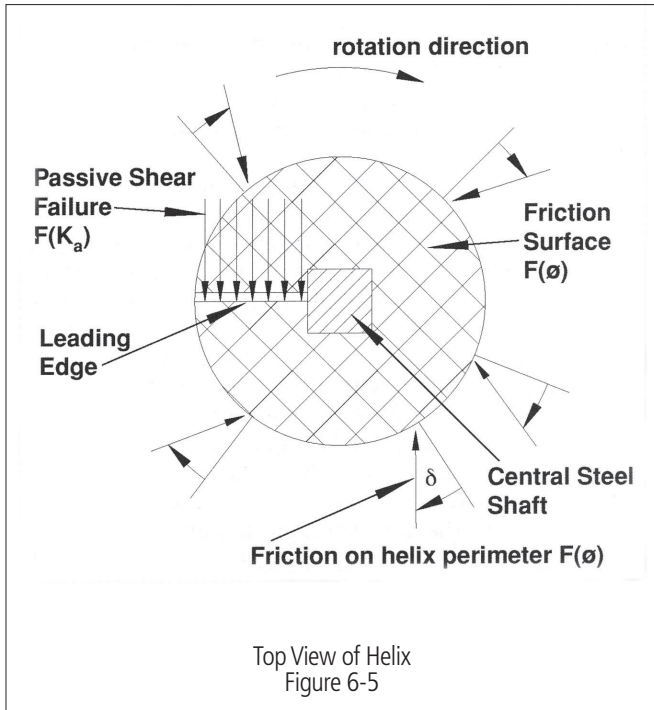 rotation direction
Passive Shear
Failure
F(Kₐ)
Friction
Surface
F(ø)
Leading
Edge
δ
Central Steel
Shaft
Friction on helix perimeter F(ø)
Top View of Helix
Figure 6-5